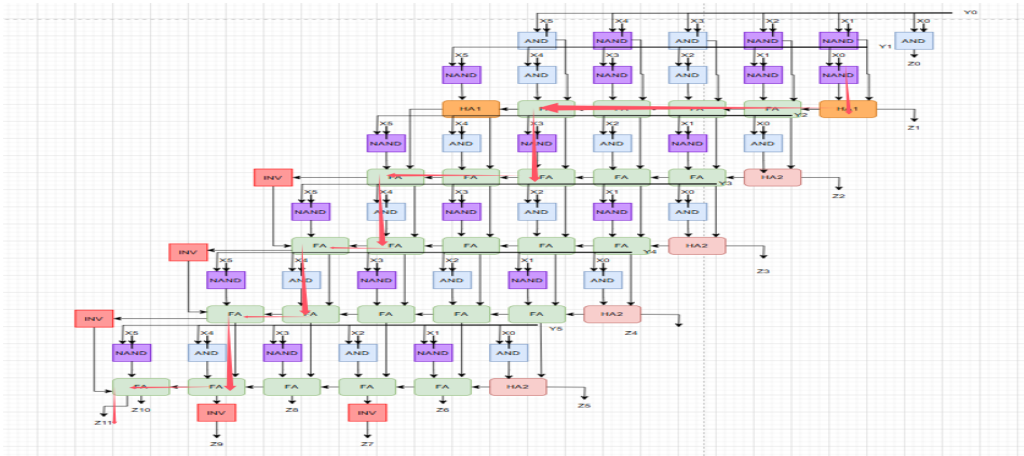 Y0
X5 X4 X3 X2 X1 X0
AND NAND AND NAND NAND AND
Y1
X5 X4 X3 X2 X1 X0
Z0
NAND AND NAND AND NAND NAND
HA1 FA FA FA HA1
Y2
X5 X4 X3 X2 X1 X0
Z1
NAND AND NAND AND NAND AND
INV FA FA FA FA FA HA2
Y3
X5 X4 X3 X2 X1 X0
Z2
NAND AND NAND AND NAND AND
INV FA FA FA FA FA HA2
Y4
X5 X4 X3 X2 X1 X0
Z3
NAND AND NAND AND NAND AND
INV FA FA FA FA FA HA2
Y5
Z4
X5 X4 X3 X2 X1 X0
NAND AND NAND AND NAND AND
FA FA FA FA FA HA2
Z11 Z10 Z8 Z6 Z5
INV INV
Z9 Z7